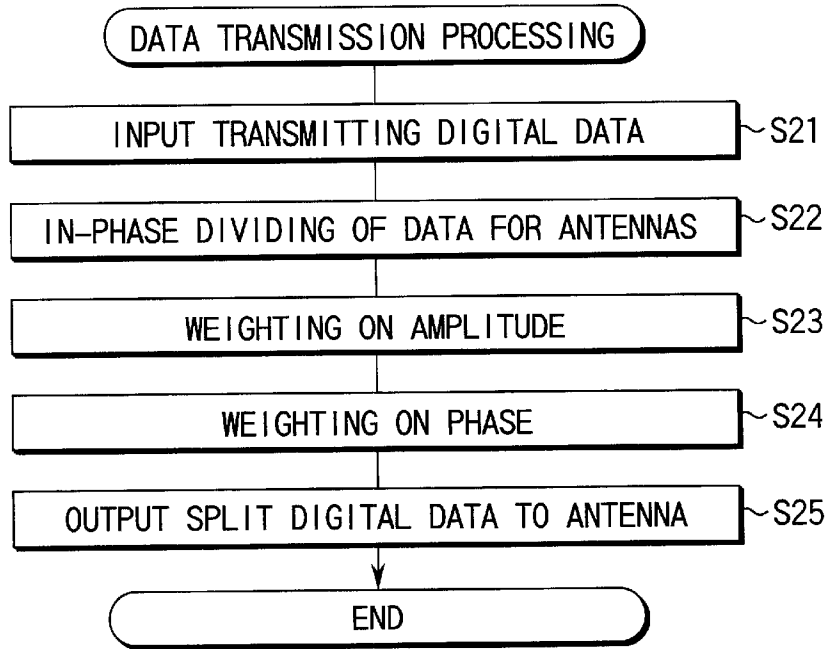 DATA TRANSMISSION PROCESSING
INPUT TRANSMITTING DIGITAL DATA
S21
IN-PHASE DIVIDING OF DATA FOR ANTENNAS
S22
WEIGHTING ON AMPLITUDE
S23
WEIGHTING ON PHASE
S24
OUTPUT SPLIT DIGITAL DATA TO ANTENNA
S25
END